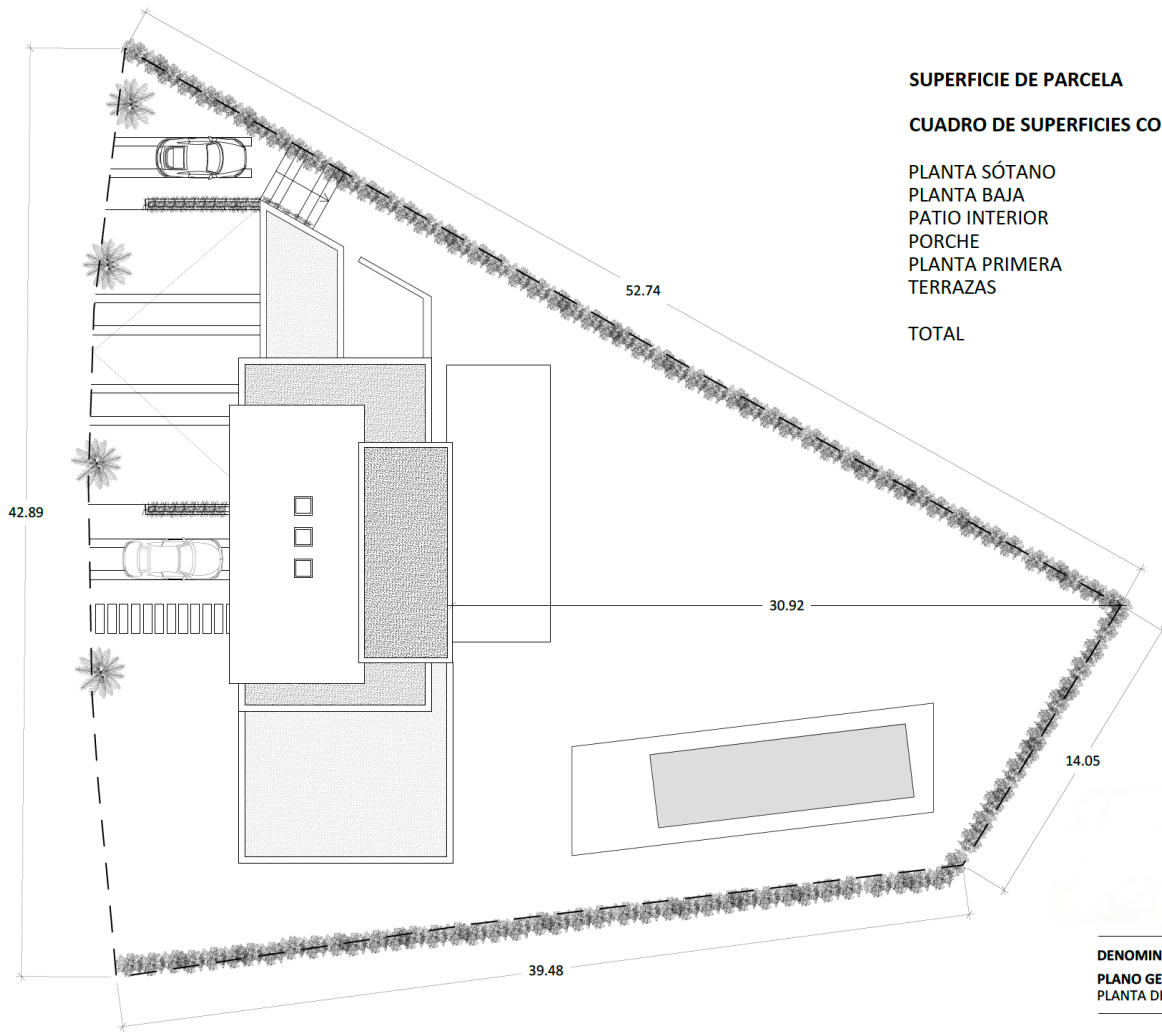 SUPERFICIE DE PARCELA
CUADRO DE SUPERFICIES CO
PLANTA SÓTANO
PLANTA BAJA
PATIO INTERIOR
PORCHE
PLANTA PRIMERA
TERRAZAS
TOTAL
52.74
42.89
30.92
14.05
39.48
DENOMIN
PLANO GE
PLANTA DE